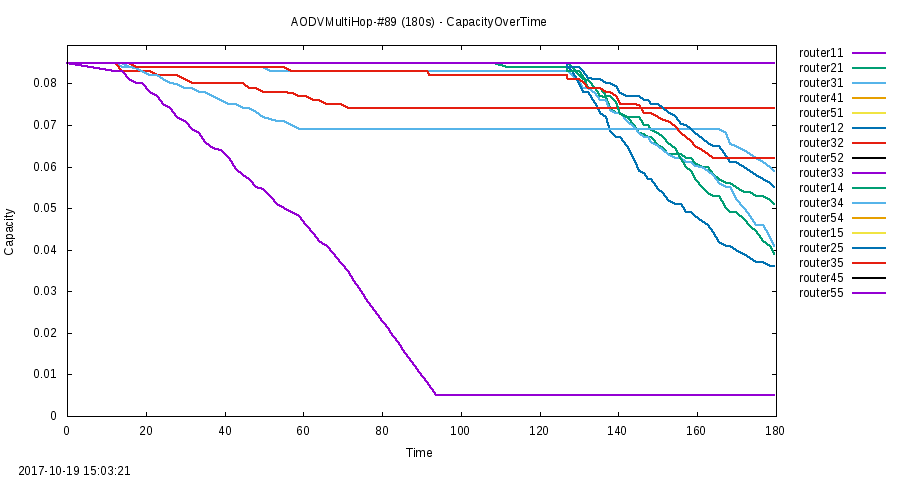 AODVMultiHop-#89 (180s) - CapacityOverTime
router11
router21
router31
router41
router51
router12
router32
router52
router33
router14
router34
router54
router15
router25
router35
router45
router55
0.08
0.07
0.06
0.05
0.04
0.03
0.02
0.01
0
Capacity
0 20 40 60 80 100 120 140 160 180
Time
2017-10-19 15:03:21